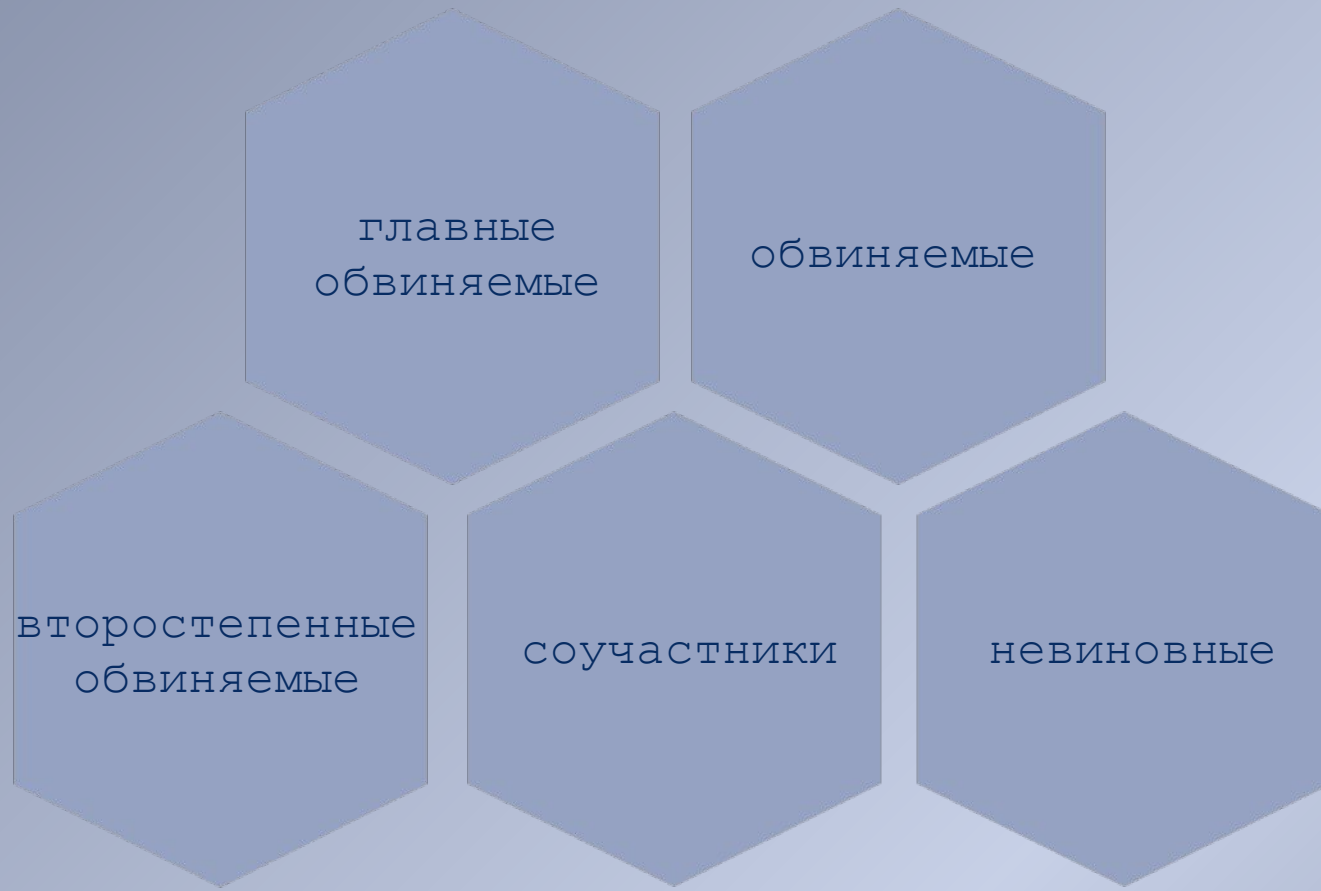 главные
обвиняемые
обвиняемые
второстепенные
обвиняемые
соучастники
невиновные